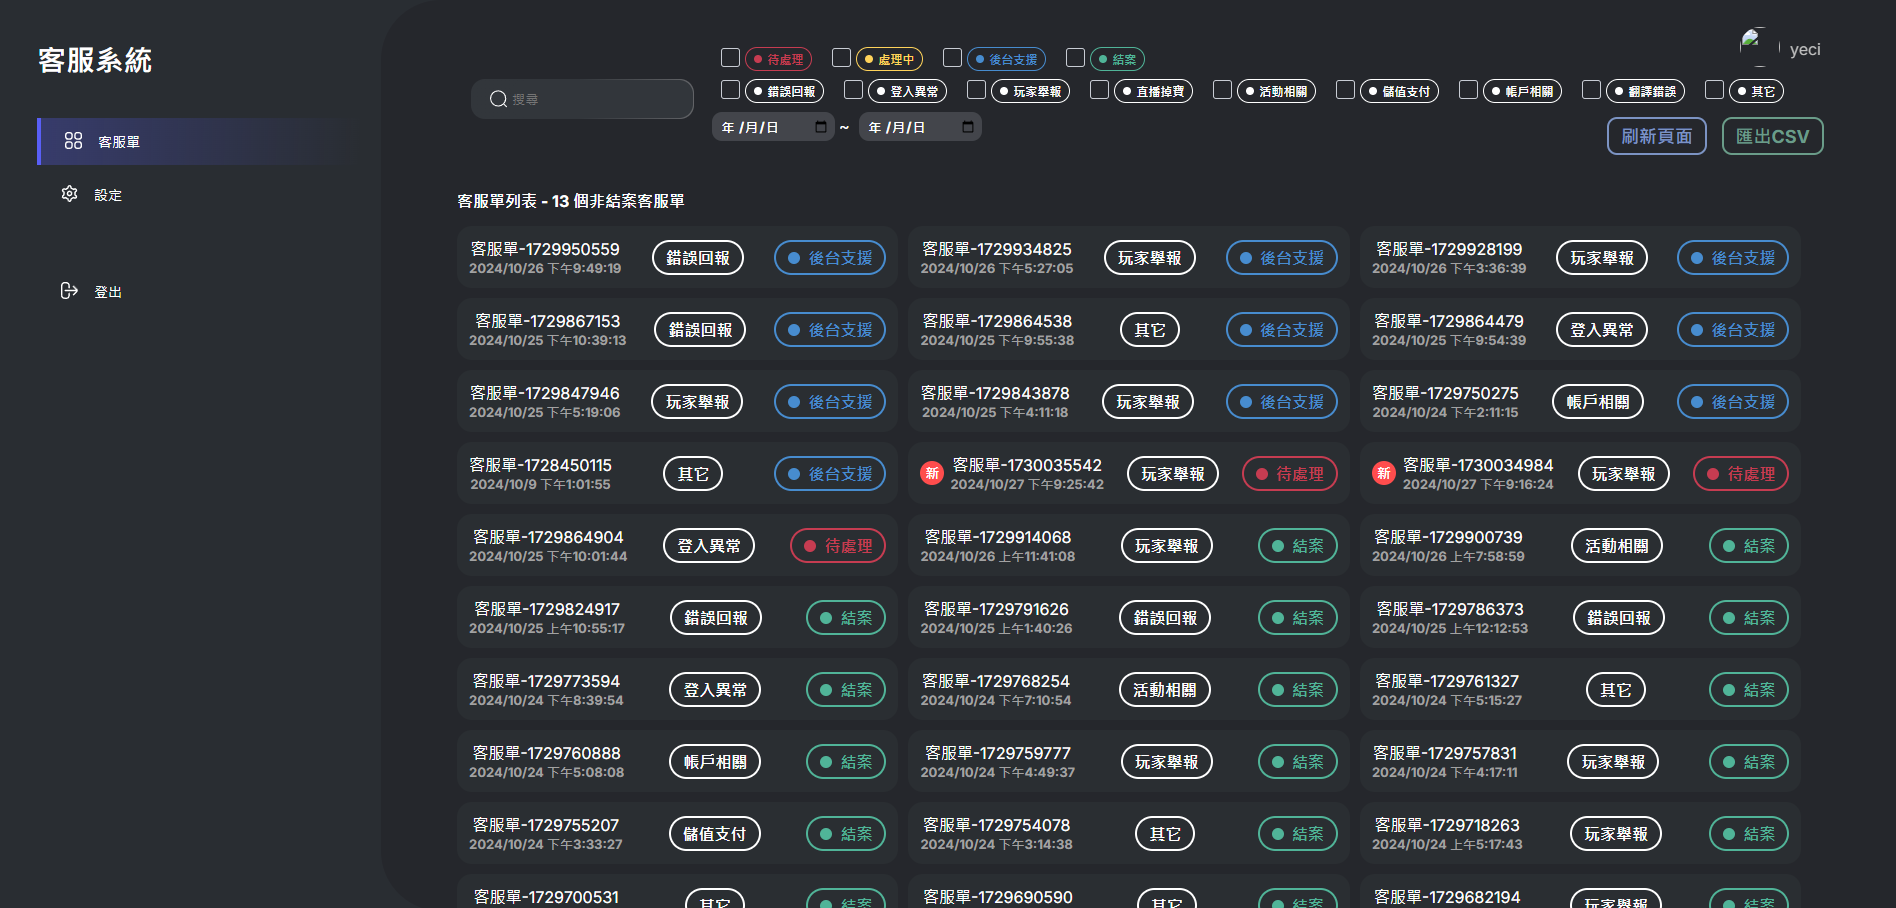 客服系統
客服單
設定
登出
搜尋
待處理 處理中 後台支援 結案
錯誤回報 登入異常 玩家舉報 直播掉寶 活動相關 儲值支付 帳戶相關 翻譯錯誤 其它
年 /月/日 ~ 年 /月/日
yeci
刷新頁面 匯出CSV
客服單列表 - 13 個非結案客服單
客服單-1729950559 錯誤回報 後台支援
2024/10/26 下午9:49:19
客服單-1729934825 玩家舉報 後台支援
2024/10/26 下午5:27:05
客服單-1729928199 玩家舉報 後台支援
2024/10/26 下午3:36:39
客服單-1729867153 錯誤回報 後台支援
2024/10/25 下午10:39:13
客服單-1729864538 其它 後台支援
2024/10/25 下午9:55:38
客服單-1729864479 登入異常 後台支援
2024/10/25 下午9:54:39
客服單-1729847946 玩家舉報 後台支援
2024/10/25 下午5:19:06
客服單-1729843878 玩家舉報 後台支援
2024/10/25 下午4:11:18
客服單-1729750275 帳戶相關 後台支援
2024/10/24 下午2:11:15
客服單-1728450115 其它 後台支援
2024/10/9 下午1:01:55
新 客服單-1730035542 玩家舉報 待處理
2024/10/27 下午9:25:42
新 客服單-1730034984 玩家舉報 待處理
2024/10/27 下午9:16:24
客服單-1729864904 登入異常 待處理
2024/10/25 下午10:01:44
客服單-1729914068 玩家舉報 結案
2024/10/26 上午11:41:08
客服單-1729900739 活動相關 結案
2024/10/26 上午7:58:59
客服單-1729824917 錯誤回報 結案
2024/10/25 上午10:55:17
客服單-1729791626 錯誤回報 結案
2024/10/25 上午1:40:26
客服單-1729786373 錯誤回報 結案
2024/10/25 上午12:12:53
客服單-1729773594 登入異常 結案
2024/10/24 下午8:39:54
客服單-1729768254 活動相關 結案
2024/10/24 下午7:10:54
客服單-1729761327 其它 結案
2024/10/24 下午5:15:27
客服單-1729760888 帳戶相關 結案
2024/10/24 下午5:08:08
客服單-1729759777 玩家舉報 結案
2024/10/24 下午4:49:37
客服單-1729757831 玩家舉報 結案
2024/10/24 下午4:17:11
客服單-1729755207 儲值支付 結案
2024/10/24 下午3:33:27
客服單-1729754078 其它 結案
2024/10/24 下午3:14:38
客服單-1729718263 玩家舉報 結案
2024/10/24 上午5:17:43
客服單-1729700531 其它 結案
客服單-1729690590 其它 結案
客服單-1729682194 玩家舉報 結案